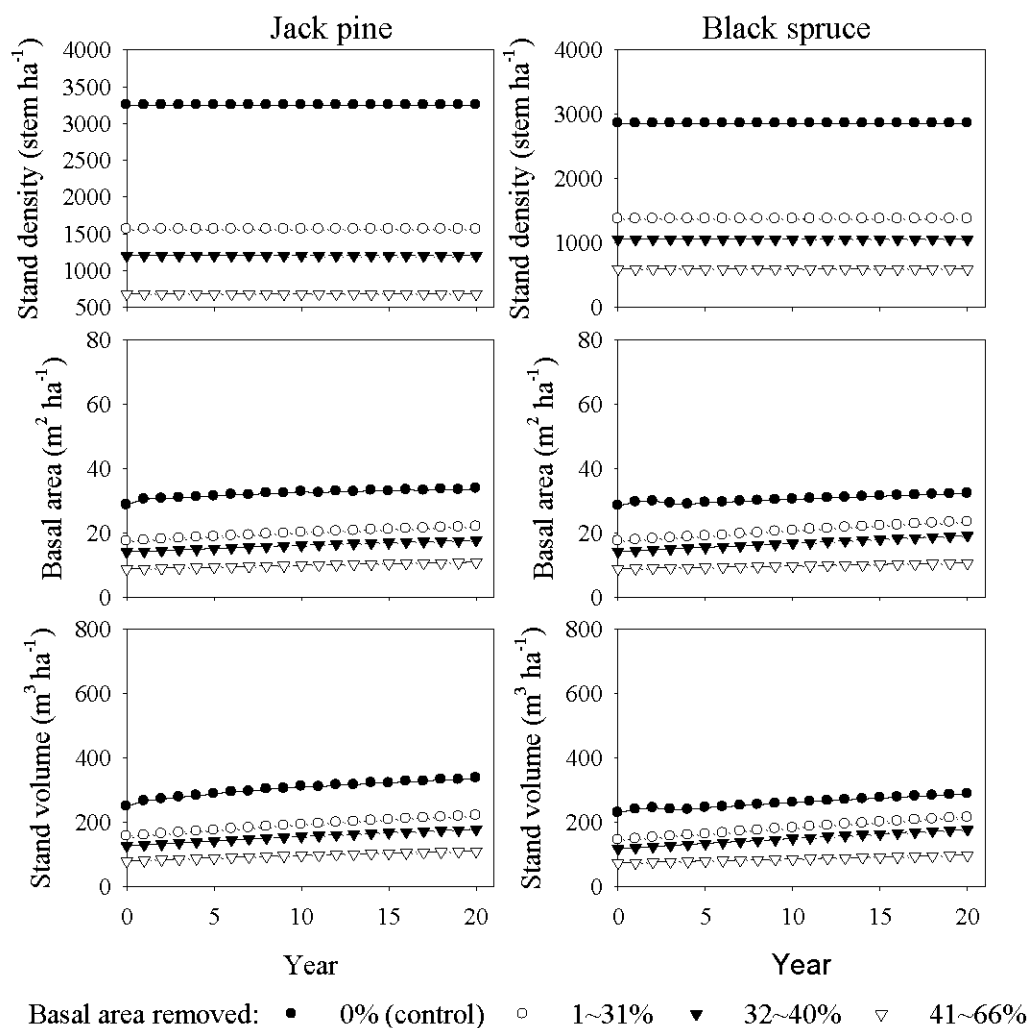 Jack pine
Black spruce
Stand density (stem ha-1)
4000
3500
3000
2500
2000
1500
1000
500
Stand density (stem ha-1)
4000
3000
2000
1000
0
Basal area (m2 ha-1)
80
60
40
20
0
Basal area (m2 ha-1)
80
60
40
20
0
Stand volume (m3 ha-1)
800
600
400
200
0
0 5 10 15 20
Year
Stand volume (m3 ha-1)
800
600
400
200
0
0 5 10 15 20
Year
Basal area removed: 0% (control) 1~31% 32~40% 41~66%